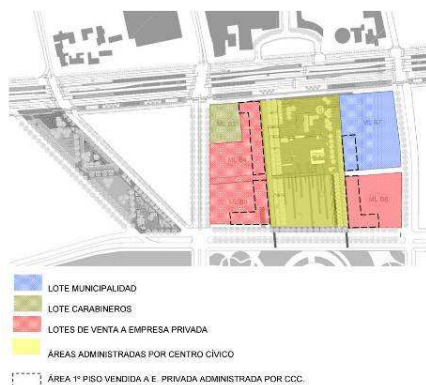 LOTE MUNICIPALIDAD
LOTE CARABINEROS
LOTES DE VENTA A EMPRESA PRIVADA
ÁREAS ADMINISTRADAS POR CENTRO CÍVICO
ÁREA 1º PISO VENDIDA A E. PRIVADA ADMINISTRADA POR CCC.